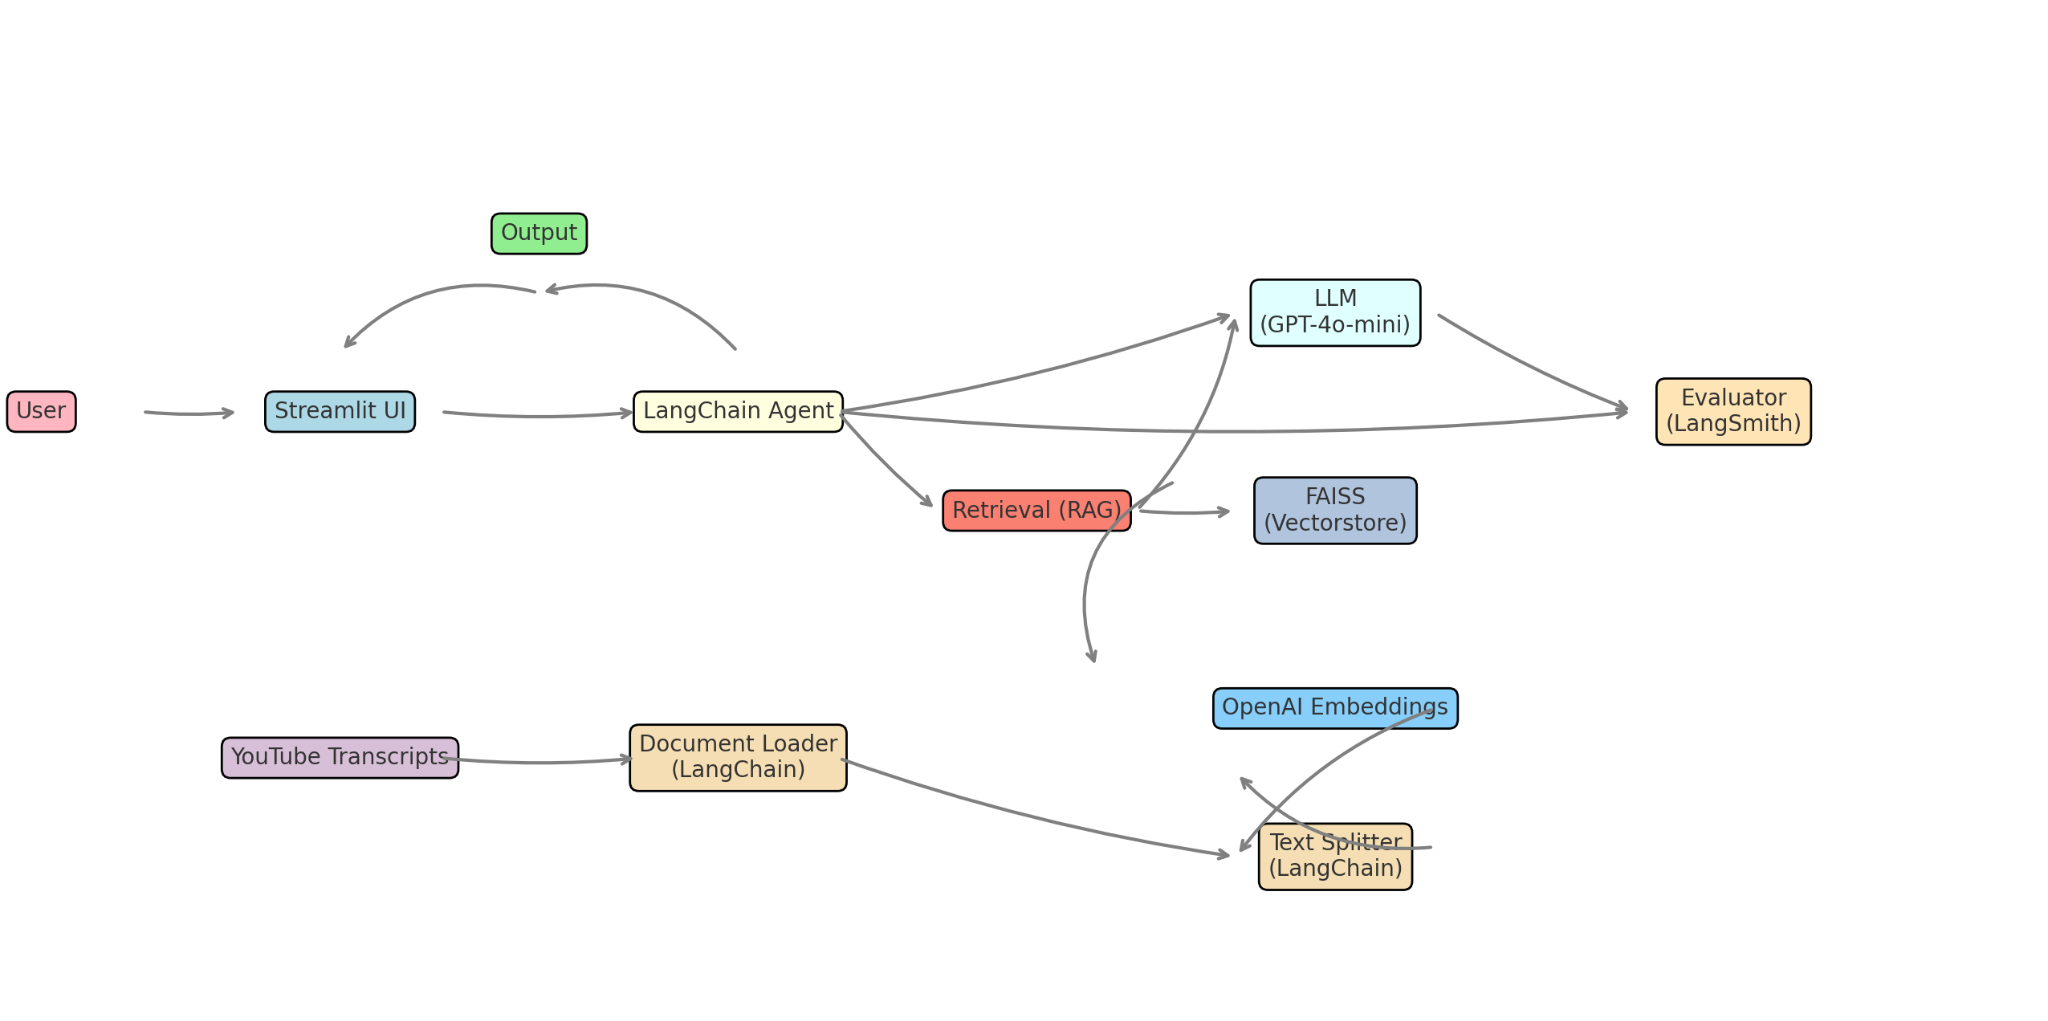 Output
LLM
(GPT-4o-mini)
User
Streamlit UI
LangChain Agent
Evaluator
(LangSmith)
Retrieval (RAG)
FAISS
(Vectorstore)
OpenAI Embeddings
YouTube Transcripts
Document Loader
(LangChain)
Text Splitter
(LangChain)